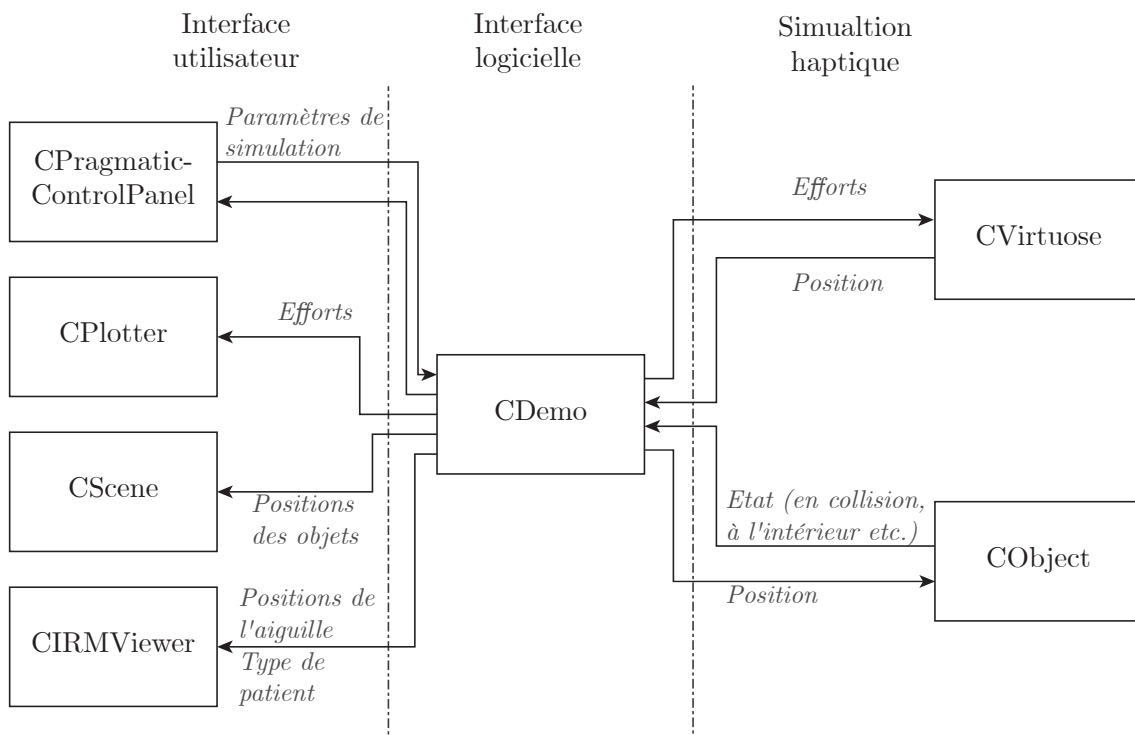 Interface
utilisateur
Interface
logicielle
Simualtion
haptique
CPragmatic-
ControlPanel
Paramètres de
simulation
CPlotter
Efforts
CScene
Positions
des objets
CIRMViewer
Positions de
l'aiguille
Type de
patient
CDemo
Efforts
Position
CVirtuose
Etat (en collision,
à l'intérieur etc.)
Position
CObject